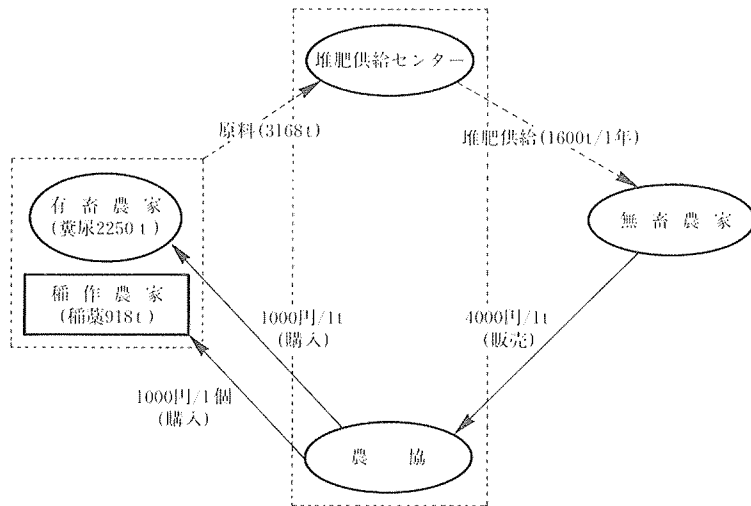 堆肥供給センター
原料(3168t)
堆肥供給(1600t/1年)
有畜農家
(糞尿2250t)
無畜農家
稲作農家
(稲藁918t)
1000円/1t
(購入)
4000円/1t
(販売)
1000円/1個
(購入)
農協